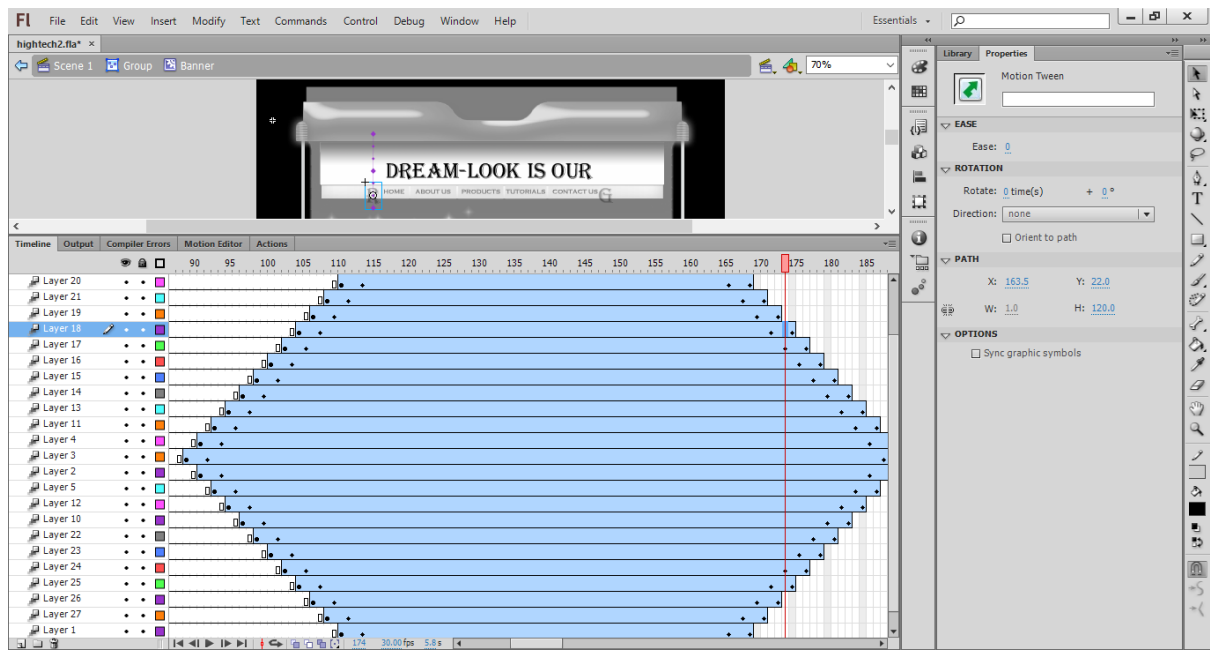 Fl File Edit View Insert Modify Text Commands Control Debug Window Help Essentials
hightech2.fla* ×
Scene 1 Group Banner 70%
DREAM-LOOK IS OUR
R HOME ABOUT US PRODUCTS TUTORIALS CONTACT US G
Timeline Output Compiler Errors Motion Editor Actions
90 95 100 105 110 115 120 125 130 135 140 145 150 155 160 165 170 175 180 185
Layer 20
Layer 21
Layer 19
Layer 18
Layer 17
Layer 16
Layer 15
Layer 14
Layer 13
Layer 11
Layer 4
Layer 3
Layer 2
Layer 5
Layer 12
Layer 10
Layer 22
Layer 23
Layer 24
Layer 25
Layer 26
Layer 27
Layer 1
174 30.00 fps 5.8 s
Library Properties
Motion Tween
EASE
Ease: 0
ROTATION
Rotate: 0 time(s) + 0 °
Direction: none
Orient to path
PATH
X: 163.5 Y: 22.0
W: 1.0 H: 120.0
OPTIONS
Sync graphic symbols
T